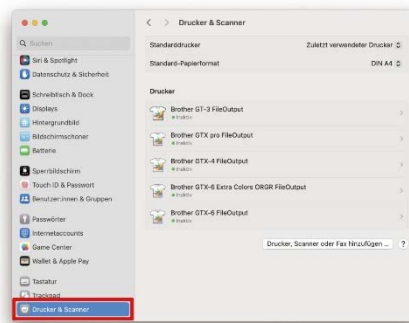 Drucker & Scanner
Suchen
Siri & Spotlight
Datenschutz & Sicherheit
Schreibtisch & Dock
Displays
Hintergrundbild
Bildschirmschoner
Batterie
Sperrbildschirm
Touch ID & Passwort
Benutzer:innen & Gruppen
Passwörter
Internetaccounts
Game Center
Wallet & Apple Pay
Tastatur
Trackpad
Drucker & Scanner
Standarddrucker Zuletzt verwendeter Drucker
Standard-Papierformat DIN A4
Drucker
Brother GT-3 FileOutput
Inaktiv
Brother GTX pro FileOutput
Inaktiv
Brother GTX-4 FileOutput
Inaktiv
Brother GTX-6 Extra Colors ORGR FileOutput
Inaktiv
Brother GTX-6 FileOutput
Inaktiv
Drucker, Scanner oder Fax hinzufügen ... ?